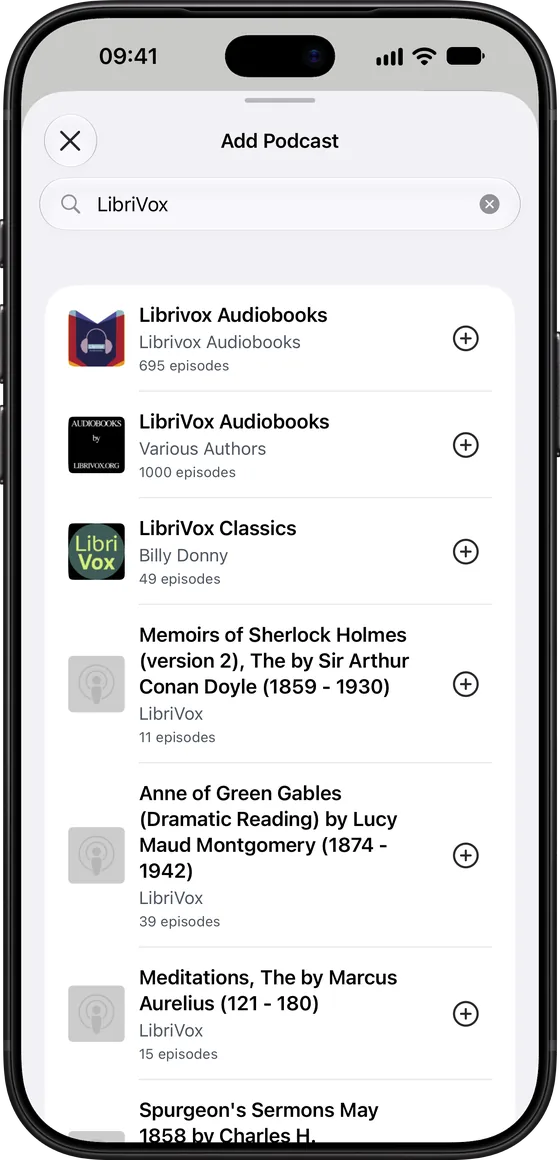 09:41
Add Podcast
LibriVox
Librivox Audiobooks
Librivox Audiobooks
695 episodes
AUDIOBOOKS
by
LIBRIVOX.ORG
LibriVox Audiobooks
Various Authors
1000 episodes
Libri
Vox
LibriVox Classics
Billy Donny
49 episodes
Memoirs of Sherlock Holmes
(version 2), The by Sir Arthur
Conan Doyle (1859 - 1930)
LibriVox
11 episodes
Anne of Green Gables
(Dramatic Reading) by Lucy
Maud Montgomery (1874 -
1942)
LibriVox
39 episodes
Meditations, The by Marcus
Aurelius (121 - 180)
LibriVox
15 episodes
Spurgeon's Sermons May
1858 by Charles H.